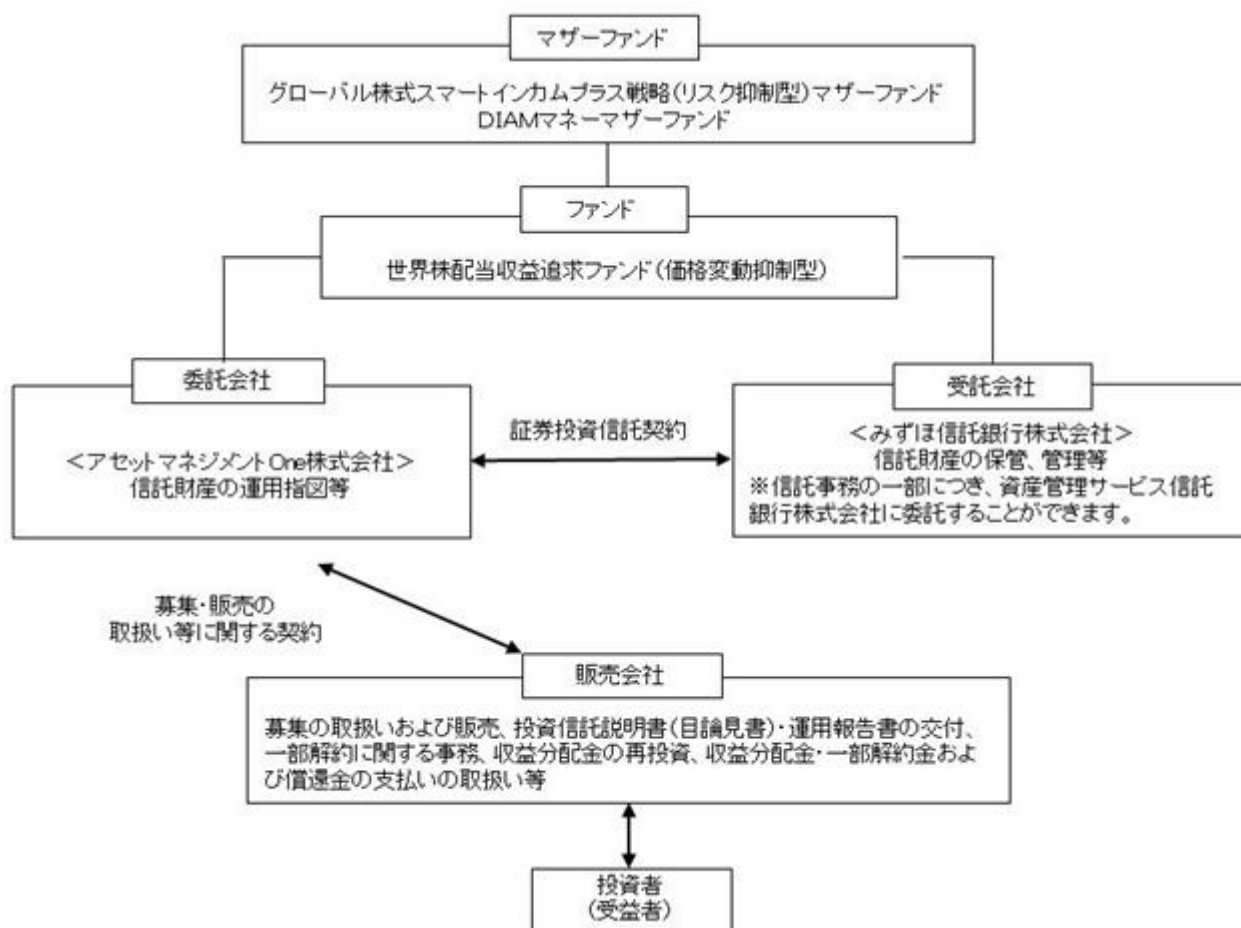 マザーファンド
グローバル株式スマートインカムプラス戦略(リスク抑制型)マザーファンド
DIAMマネーマザーファンド
ファンド
世界株配当収益追求ファンド(価格変動抑制型)
委託会社
<アセットマネジメントOne株式会社>
信託財産の運用指図等
証券投資信託契約
受託会社
<みずほ信託銀行株式会社>
信託財産の保管、管理等
※信託事務の一部につき、資産管理サービス信託
銀行株式会社に委託することができます。
募集・販売の
取扱い等に関する契約
販売会社
募集の取扱いおよび販売、投資信託説明書(目論見書)・運用報告書の交付、
一部解約に関する事務、収益分配金の再投資、収益分配金・一部解約金およ
び償還金の支払いの取扱い等
投資者
(受益者)